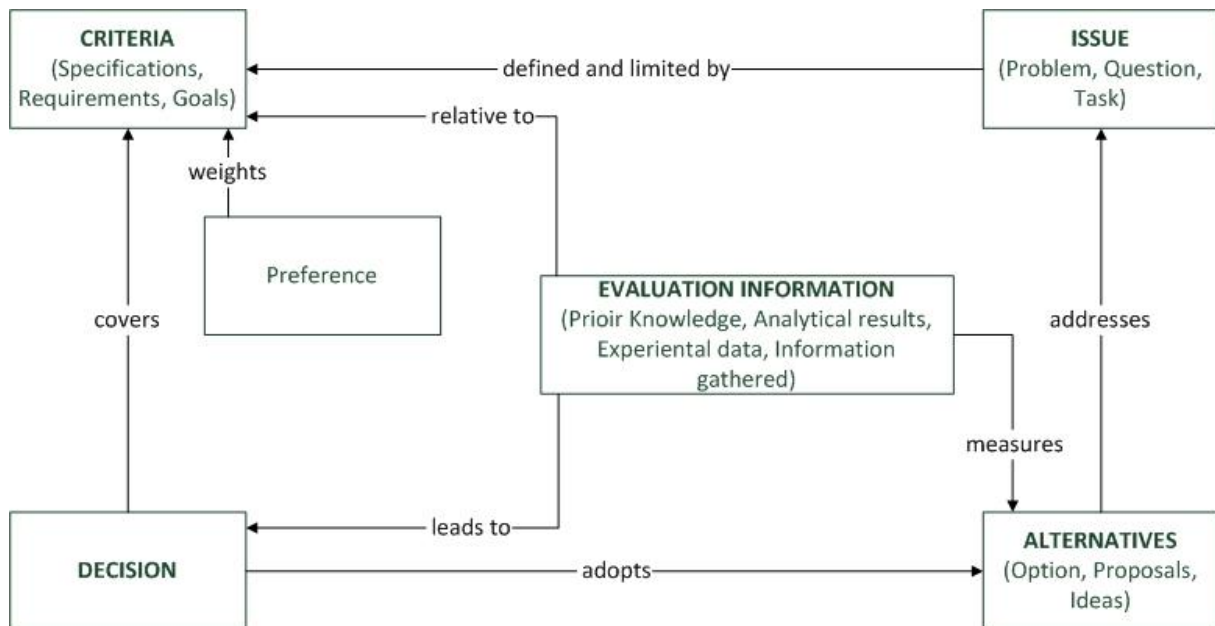 CRITERIA
(Specifications,
Requirements, Goals)
defined and limited by
ISSUE
(Problem, Question,
Task)
relative to
weights
Preference
EVALUATION INFORMATION
(Prioir Knowledge, Analytical results,
Experiental data, Information
gathered)
covers
addresses
measures
leads to
DECISION
adopts
ALTERNATIVES
(Option, Proposals,
Ideas)